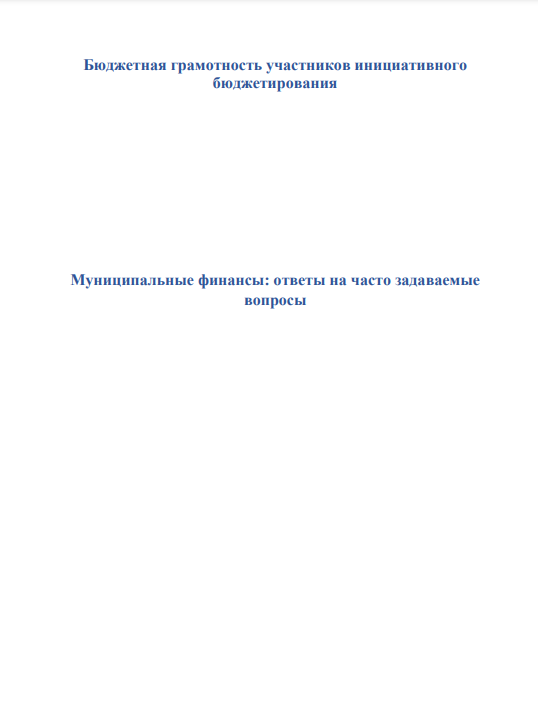 Бюджетная грамотность участников инициативного
бюджетирования
Муниципальные финансы: ответы на часто задаваемые
вопросы